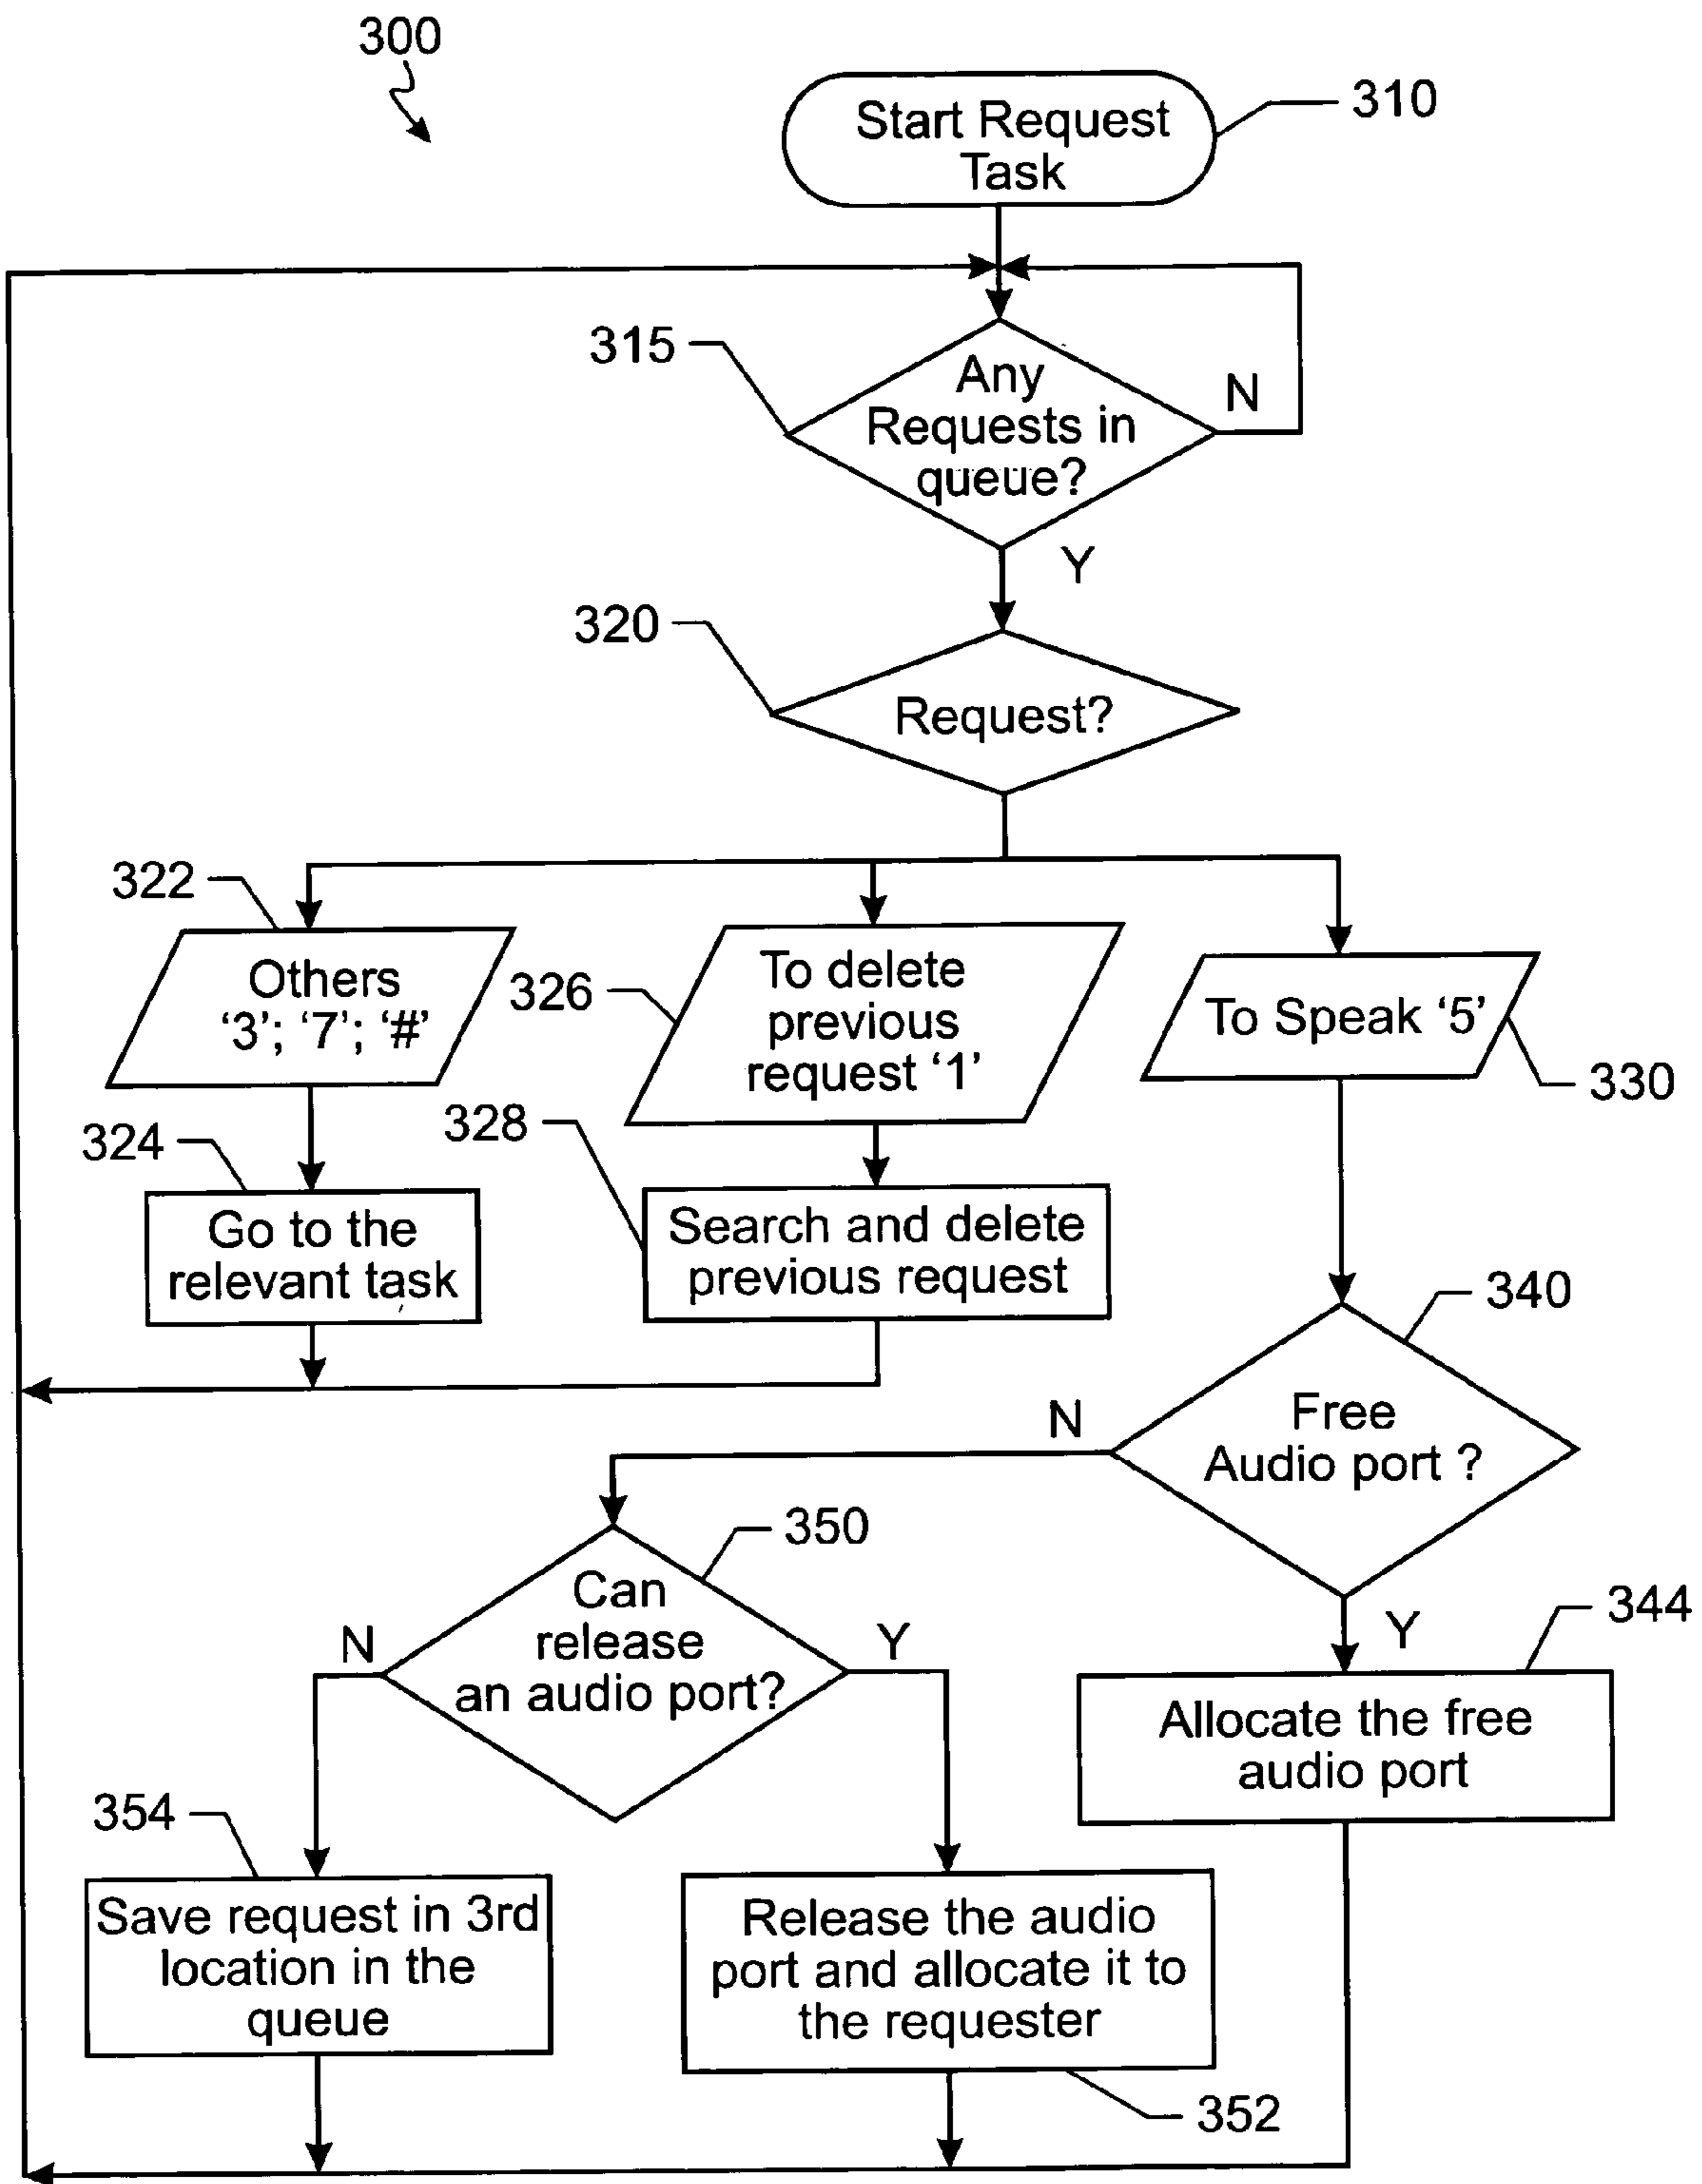 300
Start Request
Task
310
315
Any
Requests in
queue?
N
Y
320
Request?
322
Others
‘3’; ‘7’; ‘#’
326
To delete
previous
request ‘1’
To Speak ‘5’
330
324
Go to the
relevant task
328
Search and delete
previous request
340
Free
Audio port ?
N
Y
350
Can
release
an audio port?
N
Y
344
Allocate the free
audio port
354
Save request in 3rd
location in the
queue
Release the audio
port and allocate it to
the requester
352